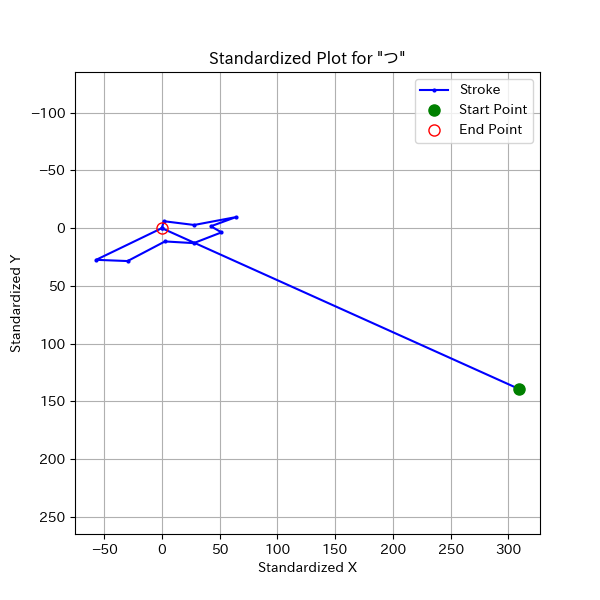 Standardized Plot for "つ"
Stroke
Start Point
End Point
−100
−50
0
50
100
150
200
250
Standardized Y
−50 0 50 100 150 200 250 300
Standardized X